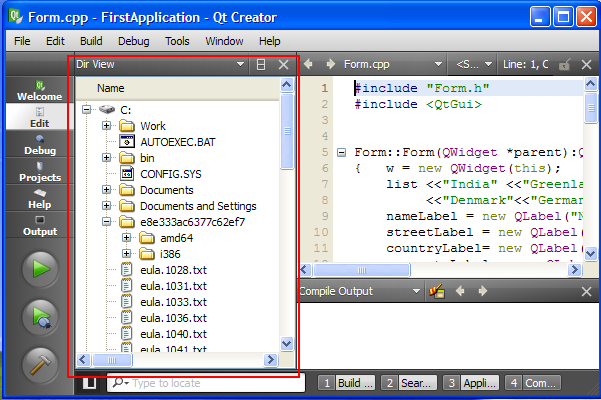 Form.cpp - FirstApplication - Qt Creator
File Edit Build Debug Tools Window Help
Welcome
Edit
Debug
Projects
Help
Output
Dir View
Name
C:
Work
AUTOEXEC.BAT
bin
CONFIG.SYS
Documents
Documents and Settings
e8e333ac6377c62ef7
amd64
i386
eula.1028.txt
eula.1031.txt
eula.1033.txt
eula.1036.txt
eula.1040.txt
eula.1041.txt
Form.cpp <S... Line: 1, C
1 #include "Form.h"
2 #include <QtGui>
3
4
5 Form::Form(QWidget *parent):Q
6 { w = new QWidget(this);
7 list <<"India" <<"Greenla
8 <<"Denmark"<<"German
9 nameLabel = new QLabel("N
10 streetLabel = new QLabel(
11 countryLabel= new QLabel(
Compile Output
Type to locate
1 Build ... 2 Sear... 3 Appli... 4 Com...